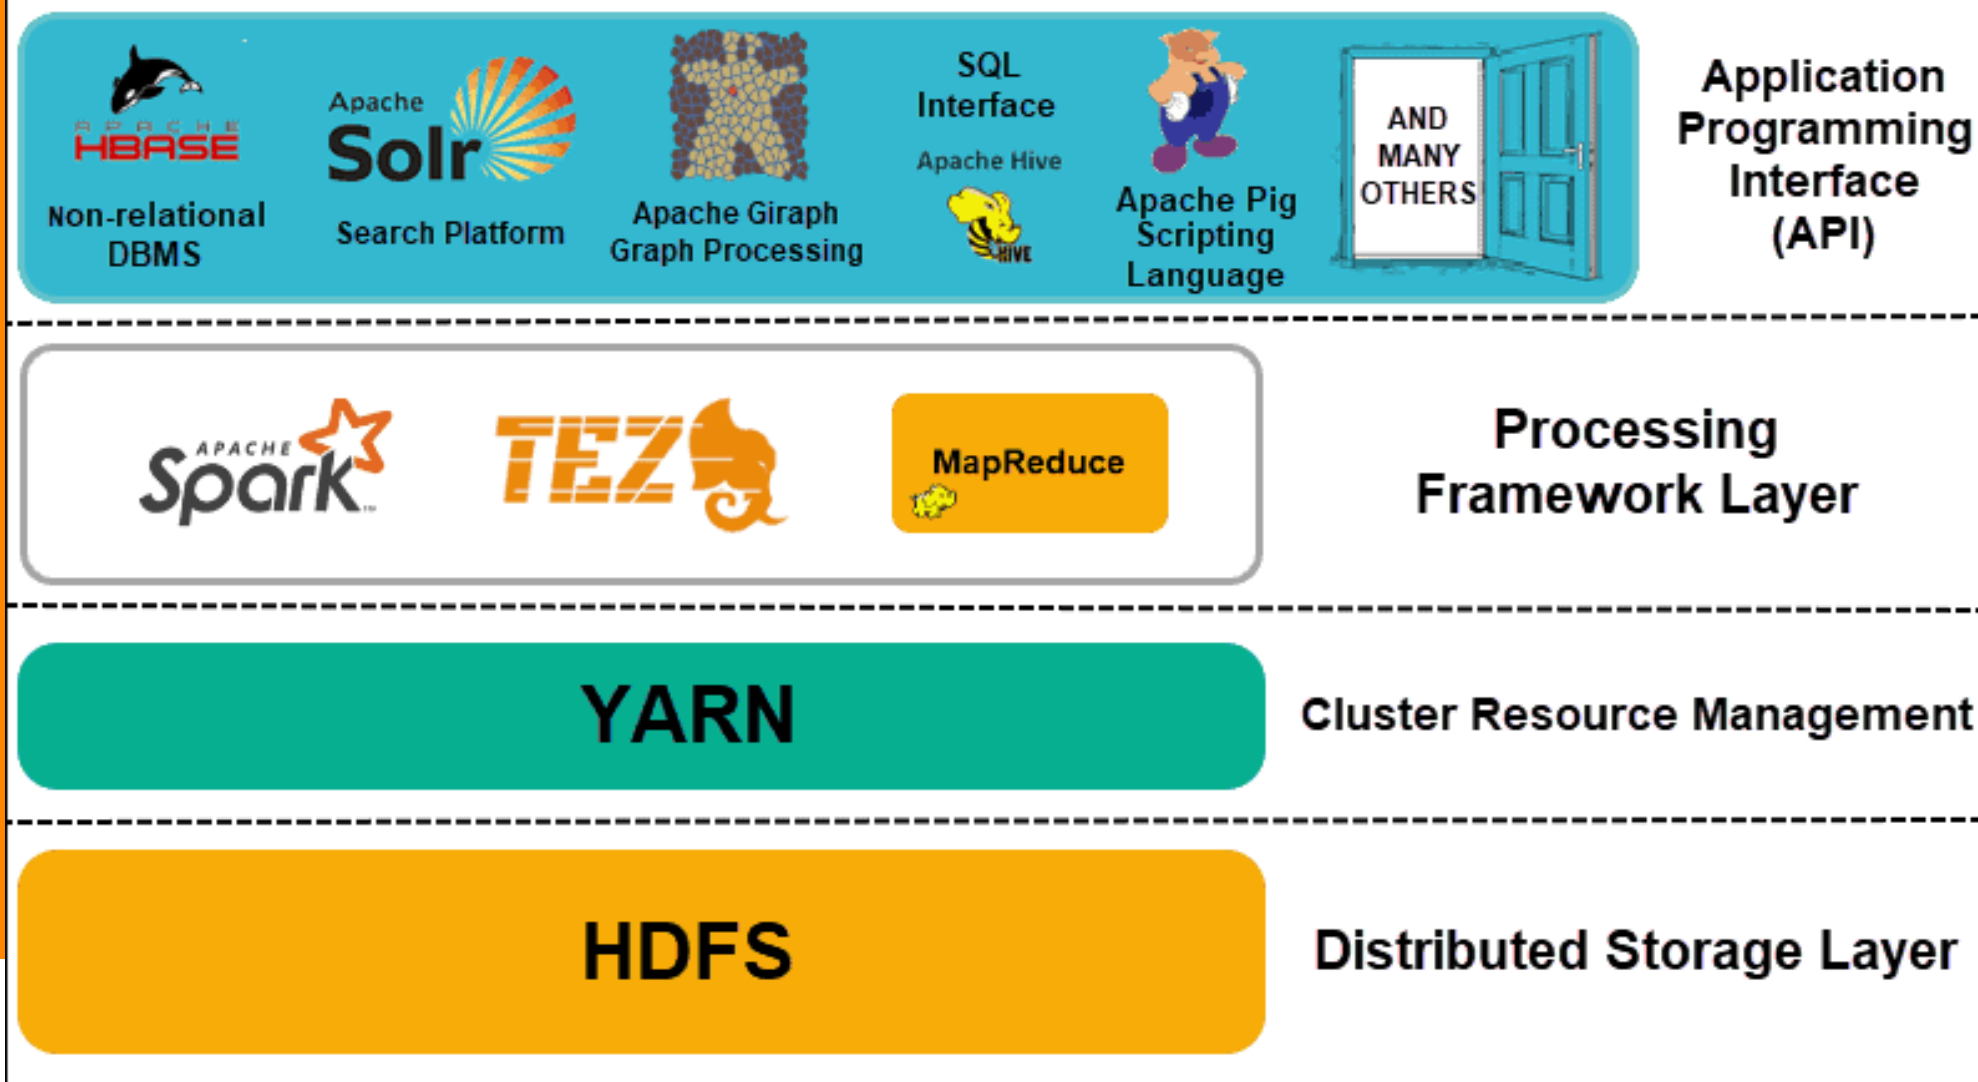 APACHE
HBASE
Non-relational
DBMS
Apache
Solr
Search Platform
Apache Giraph
Graph Processing
SQL
Interface
Apache Hive
HIVE
Apache Pig
Scripting
Language
AND
MANY
OTHERS
Application
Programming
Interface
(API)
APACHE
Spark
TEZ
MapReduce
Processing
Framework Layer
YARN
Cluster Resource Management
HDFS
Distributed Storage Layer